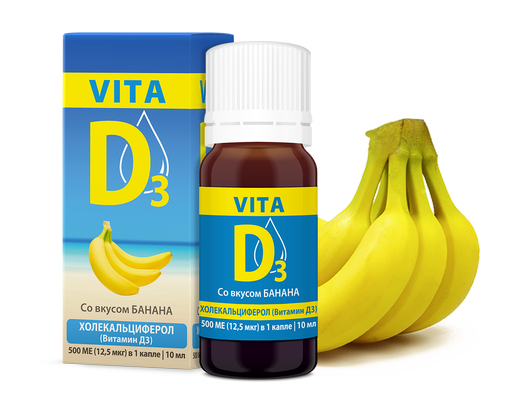 VITA
D3
Со вкусом БАНАНА
ХОЛЕКАЛЬЦИФЕРОЛ
(Витамин Д3)
500 МЕ (12,5 мкг) в 1 капле | 10 мл
VITA
D3
Со вкусом БАНАНА
ХОЛЕКАЛЬЦИФЕРОЛ (Витамин Д3)
500 МЕ (12,5 мкг) в 1 капле | 10 мл